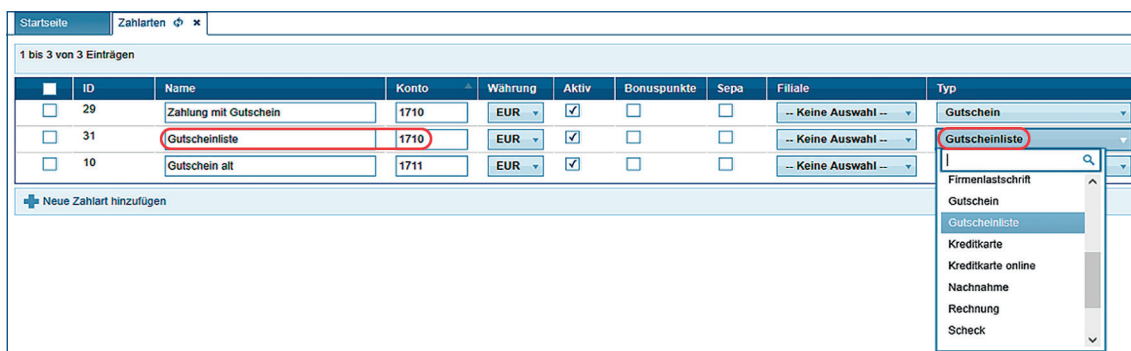 Startseite Zahlarten
1 bis 3 von 3 Einträgen
ID Name Konto Währung Aktiv Bonuspunkte Sepa Filiale Typ
29 Zahlung mit Gutschein 1710 EUR -- Keine Auswahl -- Gutschein
31 Gutscheinliste 1710 EUR -- Keine Auswahl -- Gutscheinliste
10 Gutschein alt 1711 EUR -- Keine Auswahl --
Neue Zahlart hinzufügen
Firmenlastschrift
Gutschein
Gutscheinliste
Kreditkarte
Kreditkarte online
Nachnahme
Rechnung
Scheck